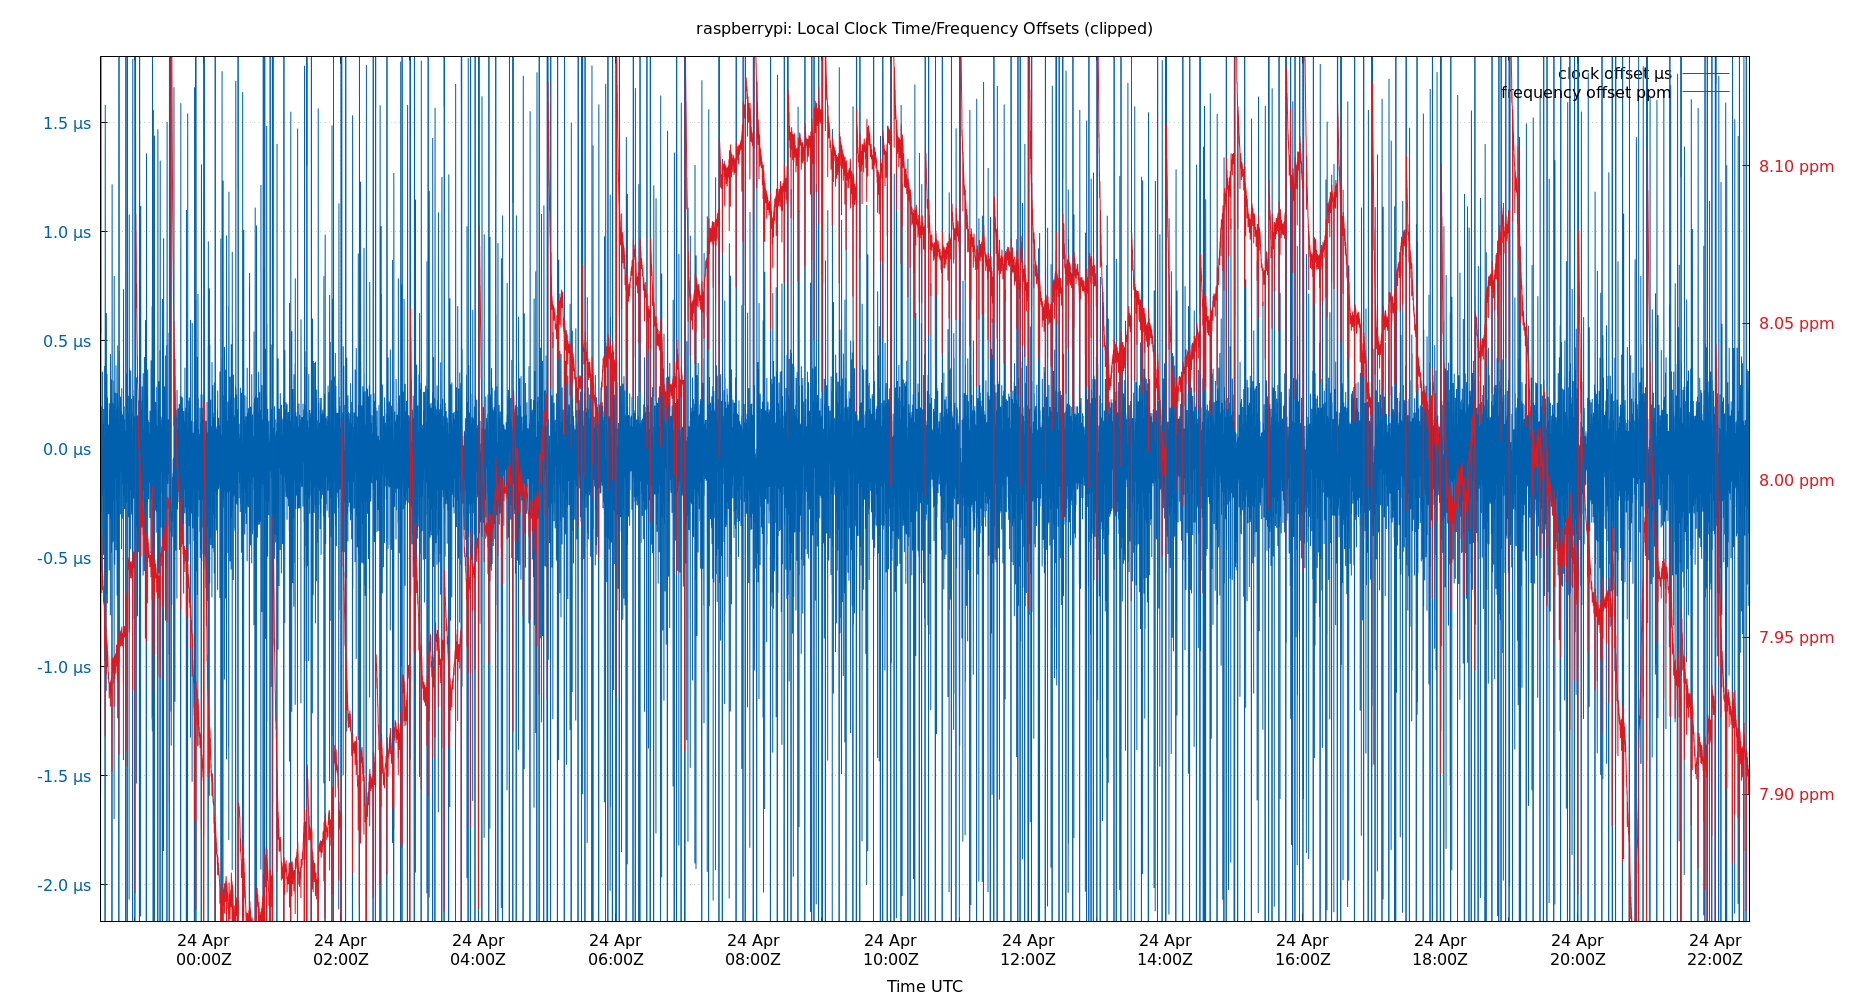 raspberrypi: Local Clock Time/Frequency Offsets (clipped)
clock offset µs
frequency offset ppm
1.5 µs
1.0 µs
0.5 µs
0.0 µs
-0.5 µs
-1.0 µs
-1.5 µs
-2.0 µs
8.10 ppm
8.05 ppm
8.00 ppm
7.95 ppm
7.90 ppm
24 Apr 24 Apr 24 Apr 24 Apr 24 Apr 24 Apr 24 Apr 24 Apr 24 Apr 24 Apr 24 Apr 24 Apr
00:00Z 02:00Z 04:00Z 06:00Z 08:00Z 10:00Z 12:00Z 14:00Z 16:00Z 18:00Z 20:00Z 22:00Z
Time UTC